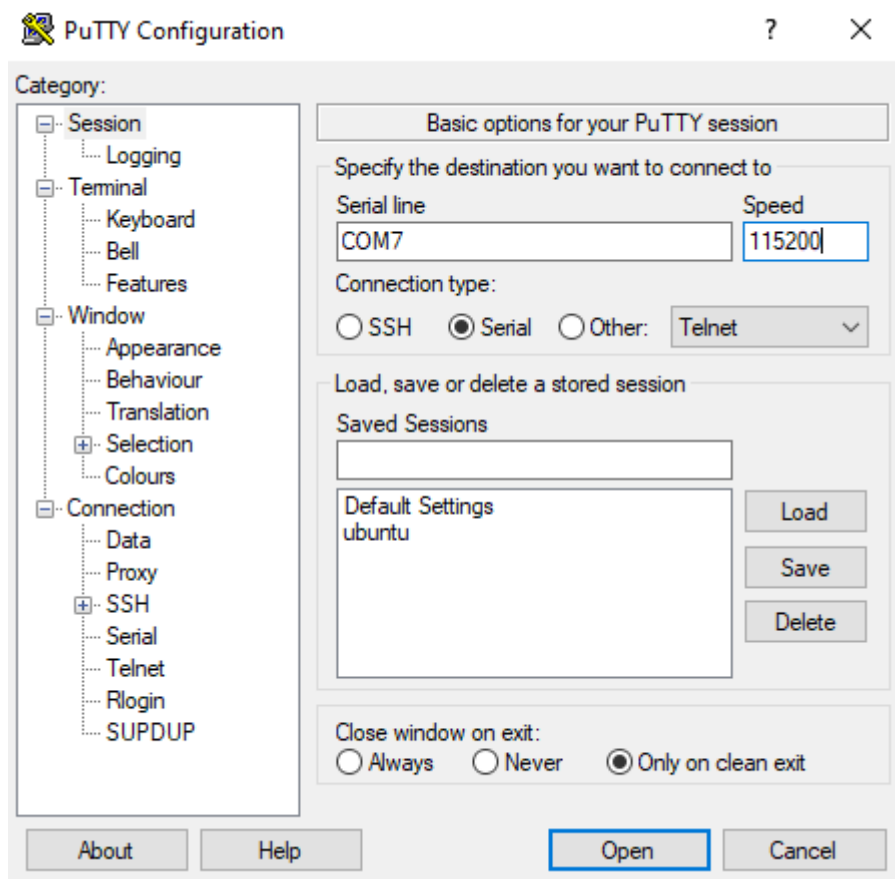 PuTTY Configuration
?
Category:
Session
Logging
Terminal
Keyboard
Bell
Features
Window
Appearance
Behaviour
Translation
Selection
Colours
Connection
Data
Proxy
SSH
Serial
Telnet
Rlogin
SUPDUP
Basic options for your PuTTY session
Specify the destination you want to connect to
Serial line Speed
COM7 115200
Connection type:
SSH Serial Other: Telnet
Load, save or delete a stored session
Saved Sessions
Default Settings
ubuntu
Load
Save
Delete
Close window on exit:
Always Never Only on clean exit
About Help Open Cancel